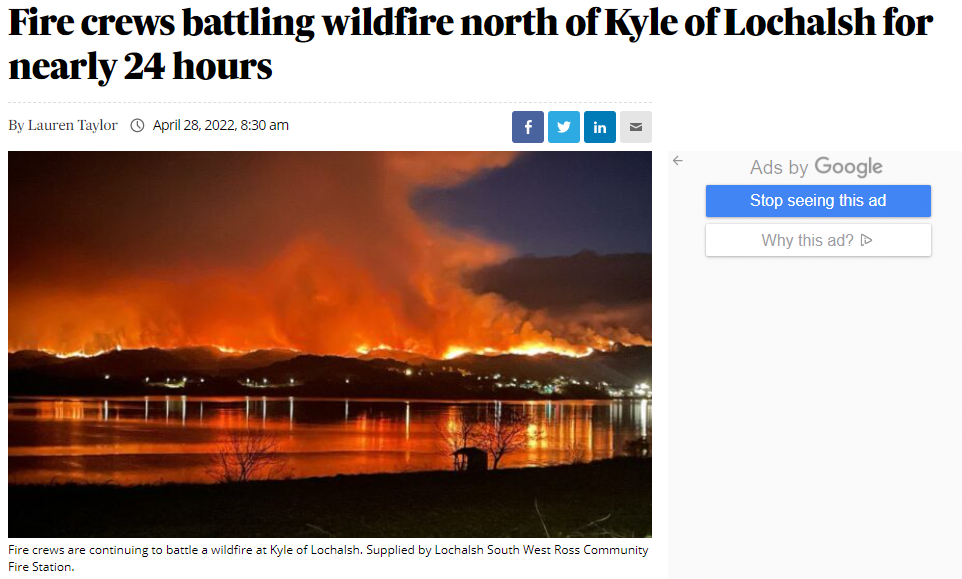 Fire crews battling wildfire north of Kyle of Lochalsh for
nearly 24 hours
By Lauren Taylor April 28, 2022, 8:30 am
f in
Ads by Google
Stop seeing this ad
Why this ad?
Fire crews are continuing to battle a wildfire at Kyle of Lochalsh. Supplied by Lochalsh South West Ross Community
Fire Station.